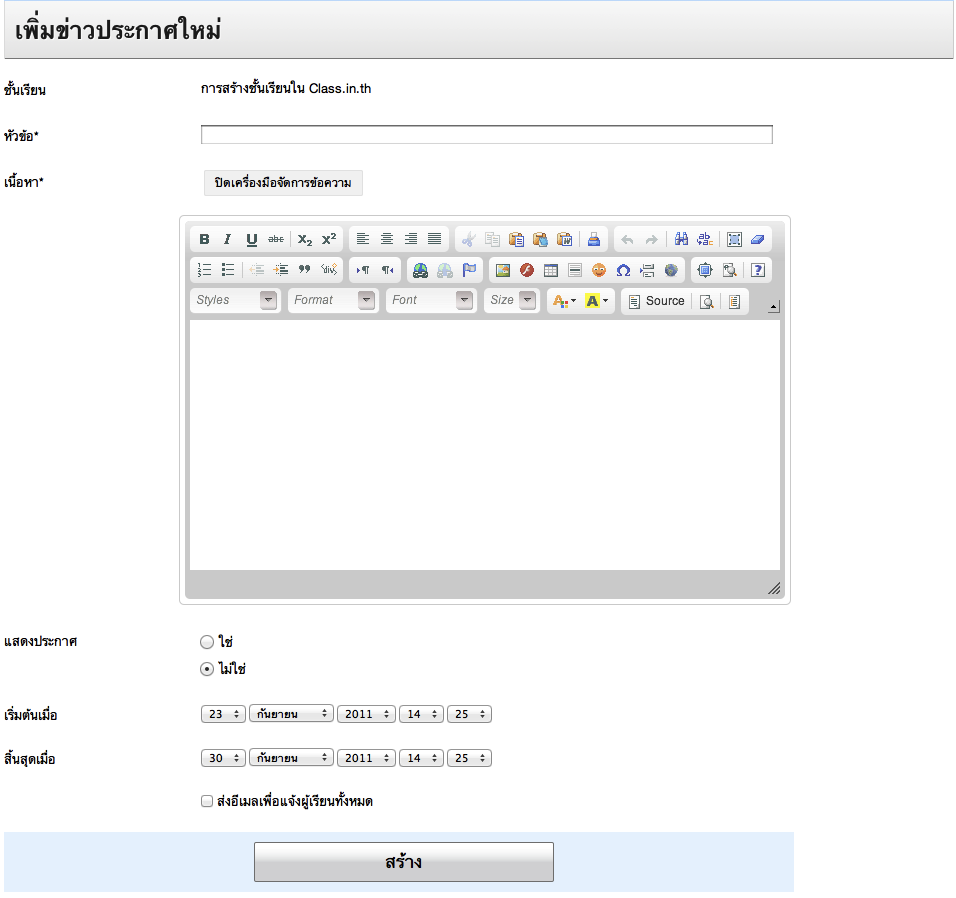 เพิ่มข่าวประกาศใหม่
ชั้นเรียน การสร้างชั้นเรียนใน Class.in.th
หัวข้อ*
เนื้อหา* ปิดเครื่องมือจัดการข้อความ
B I U abc X₂ X²
Styles Format Font Size A A Source
แสดงประกาศ ใช่
ไม่ใช่
เริ่มต้นเมื่อ 23 กันยายน 2011 14 25
สิ้นสุดเมื่อ 30 กันยายน 2011 14 25
ส่งอีเมลเพื่อแจ้งผู้เรียนทั้งหมด
สร้าง